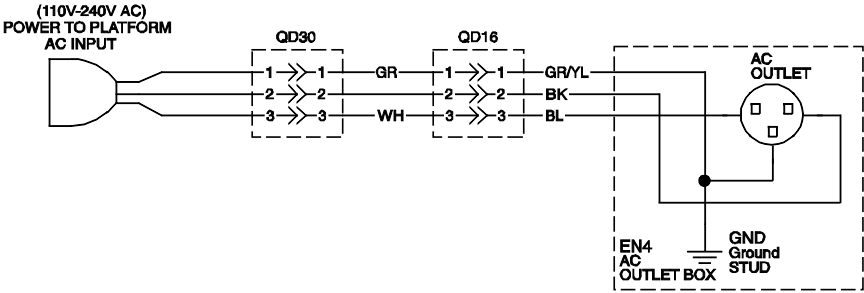 (110V-240V AC)
POWER TO PLATFORM
AC INPUT
QD30
QD16
1 1 GR 1 1 GR/YL
2 2 2 2 BK
3 3 WH 3 3 BL
AC
OUTLET
EN4
AC
OUTLET BOX
GND
Ground
STUD